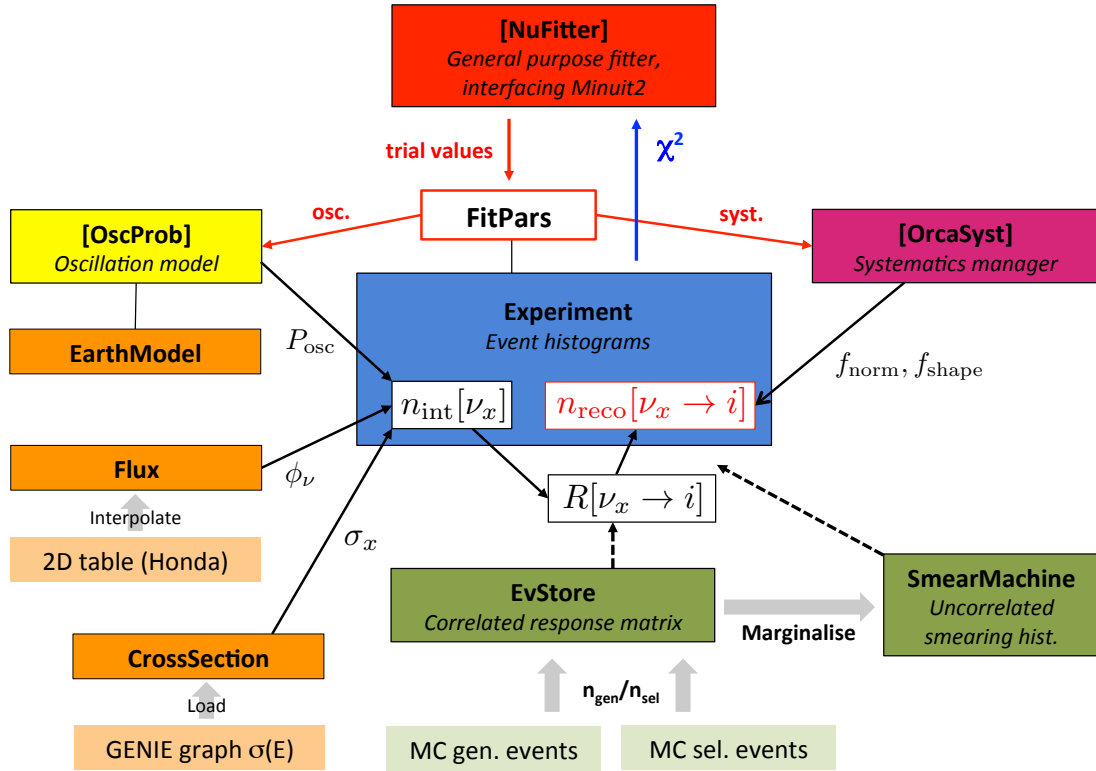 [NuFitter]
General purpose fitter,
interfacing Minuit2
trial values
χ²
osc.
FitPars
syst.
[OscProb]
Oscillation model
[OrcaSyst]
Systematics manager
Experiment
Event histograms
EarthModel
P_osc
f_norm, f_shape
n_int[ν_x]
n_reco[ν_x → i]
Flux
ϕ_ν
R[ν_x → i]
Interpolate
2D table (Honda)
σ_x
EvStore
Correlated response matrix
SmearMachine
Uncorrelated
smearing hist.
Marginalise
CrossSection
Load
n_gen/n_sel
GENIE graph σ(E)
MC gen. events
MC sel. events